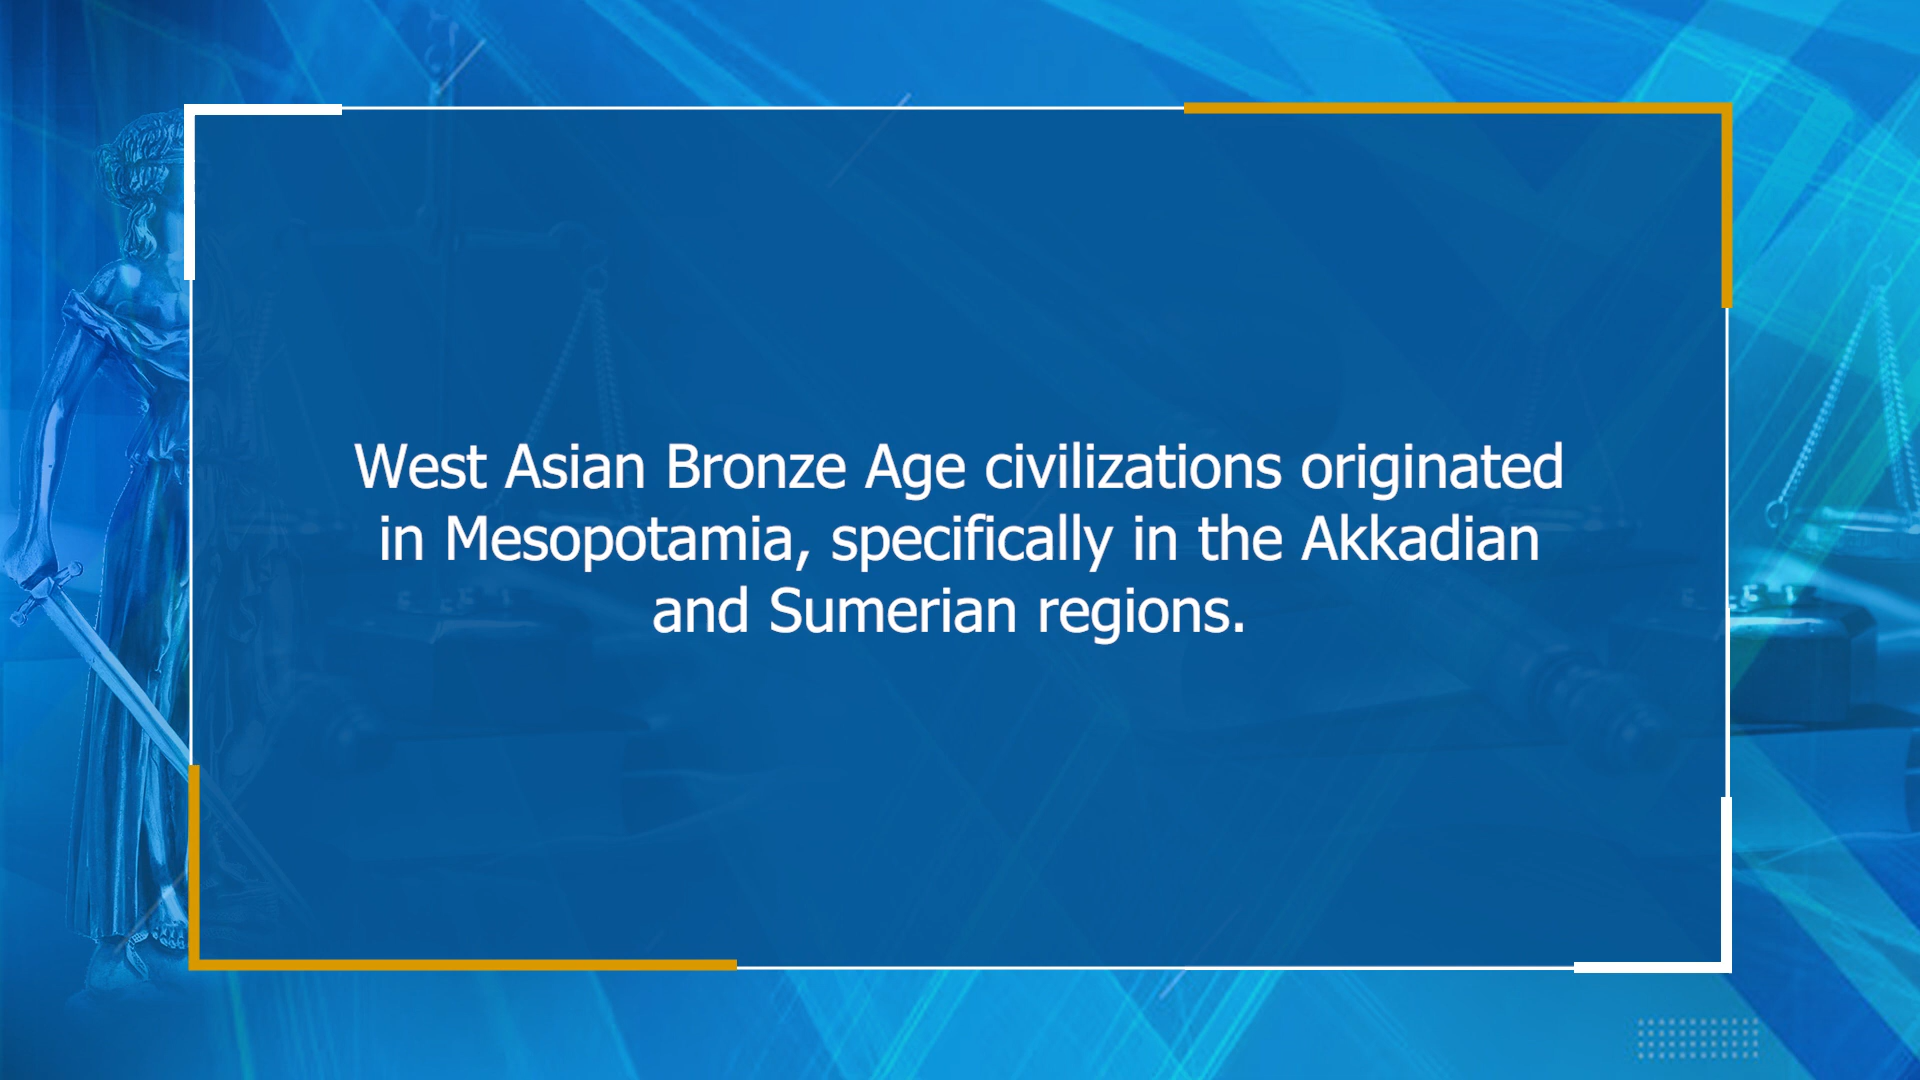 West Asian Bronze Age civilizations originated
in Mesopotamia, specifically in the Akkadian
and Sumerian regions.